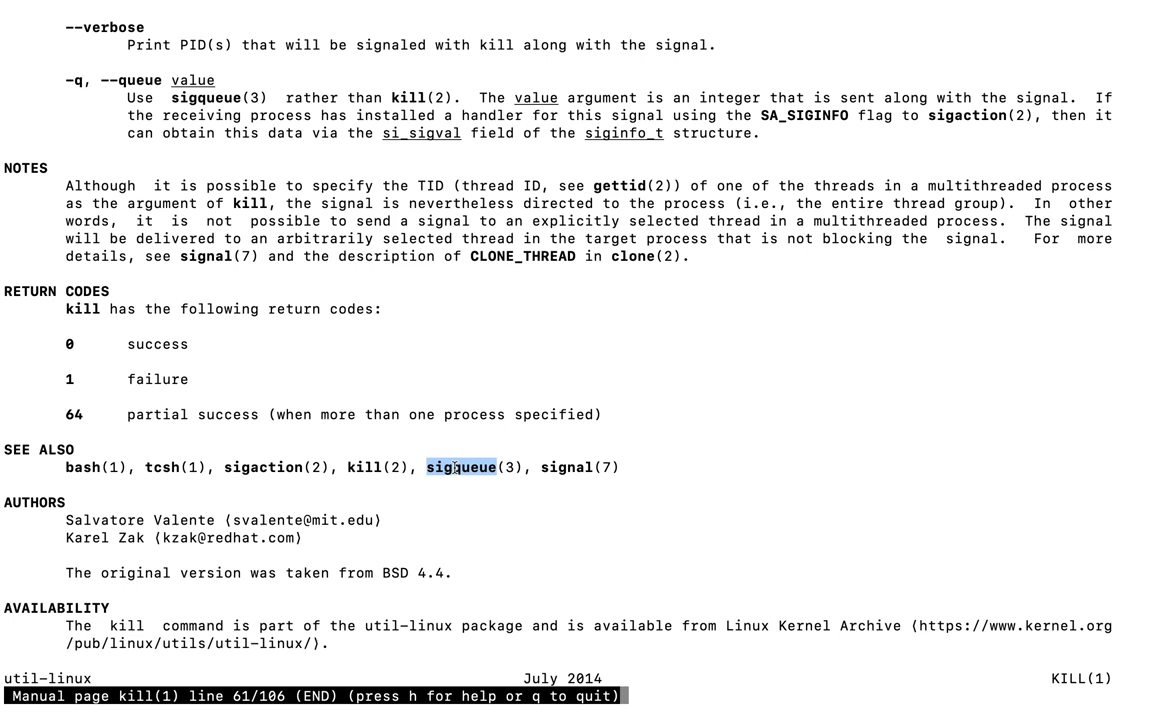 --verbose
Print PID(s) that will be signaled with kill along with the signal.
-q, --queue value
Use sigqueue(3) rather than kill(2). The value argument is an integer that is sent along with the signal. If
the receiving process has installed a handler for this signal using the SA_SIGINFO flag to sigaction(2), then it
can obtain this data via the si_sigval field of the siginfo_t structure.
NOTES
Although it is possible to specify the TID (thread ID, see gettid(2)) of one of the threads in a multithreaded process
as the argument of kill, the signal is nevertheless directed to the process (i.e., the entire thread group). In other
words, it is not possible to send a signal to an explicitly selected thread in a multithreaded process. The signal
will be delivered to an arbitrarily selected thread in the target process that is not blocking the signal. For more
details, see signal(7) and the description of CLONE_THREAD in clone(2).
RETURN CODES
kill has the following return codes:
0 success
1 failure
64 partial success (when more than one process specified)
SEE ALSO
bash(1), tcsh(1), sigaction(2), kill(2), sigqueue(3), signal(7)
AUTHORS
Salvatore Valente ⟨svalente@mit.edu⟩
Karel Zak ⟨kzak@redhat.com⟩
The original version was taken from BSD 4.4.
AVAILABILITY
The kill command is part of the util-linux package and is available from Linux Kernel Archive ⟨https://www.kernel.org
/pub/linux/utils/util-linux/⟩.
util-linux July 2014 KILL(1)
Manual page kill(1) line 61/106 (END) (press h for help or q to quit)